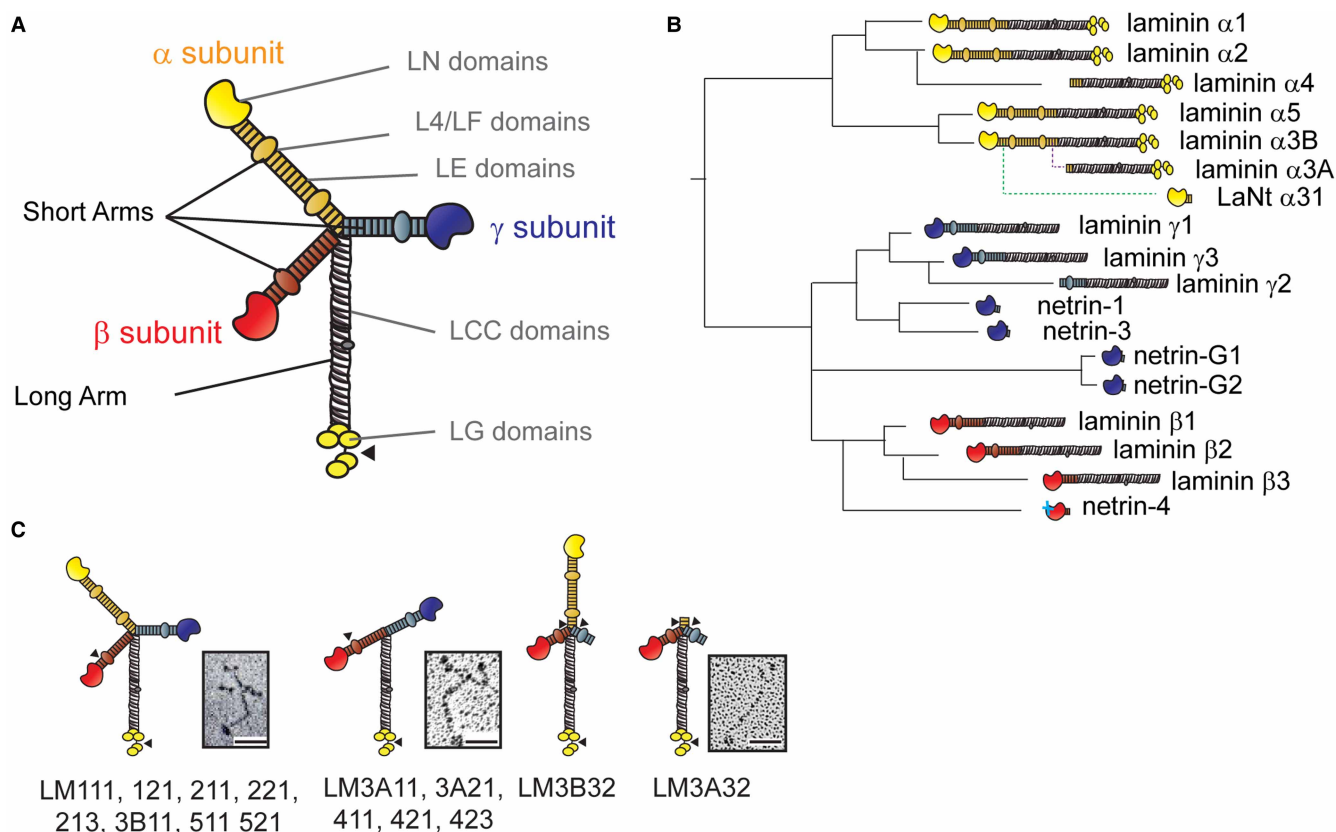 A
α subunit
LN domains
L4/LF domains
LE domains
Short Arms
γ subunit
β subunit
LCC domains
Long Arm
LG domains
B
laminin α1
laminin α2
laminin α4
laminin α5
laminin α3B
laminin α3A
LaNt α31
laminin γ1
laminin γ3
laminin γ2
netrin-1
netrin-3
netrin-G1
netrin-G2
laminin β1
laminin β2
laminin β3
netrin-4
C
LM111, 121, 211, 221,
213, 3B11, 511 521
LM3A11, 3A21,
411, 421, 423
LM3B32
LM3A32